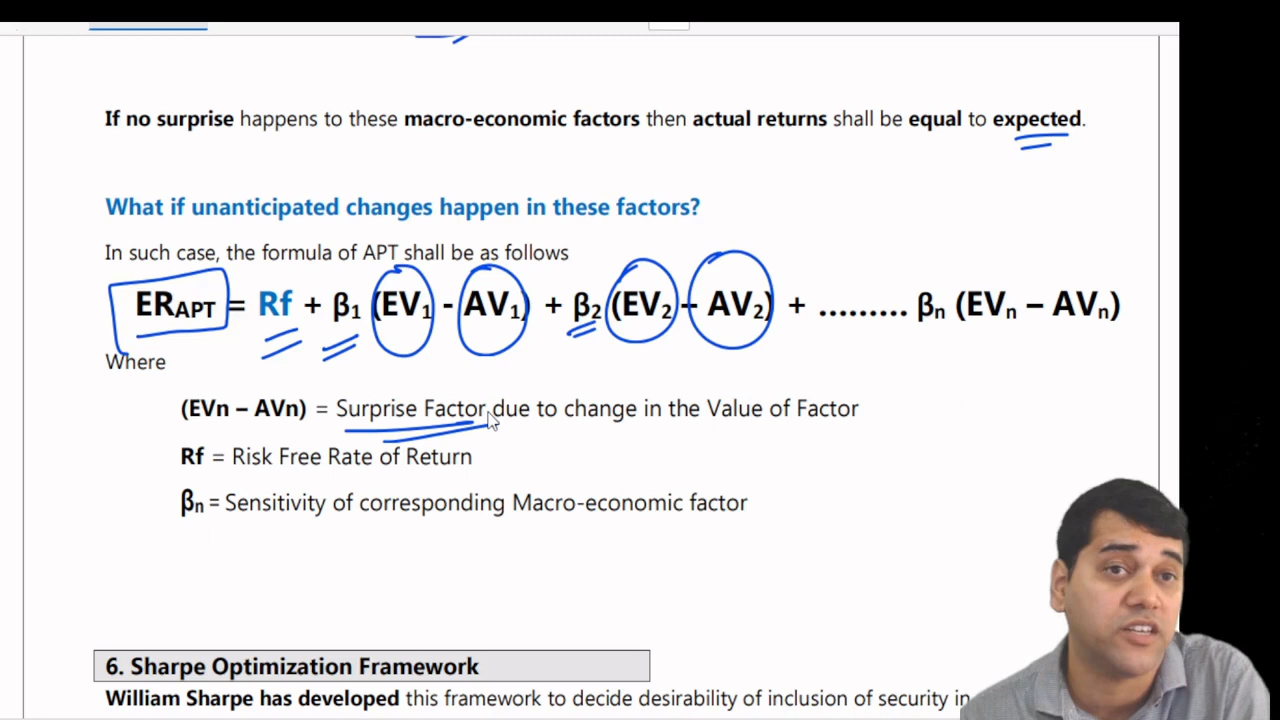 If no surprise happens to these macro-economic factors then actual returns shall be equal to expected.
What if unanticipated changes happen in these factors?
In such case, the formula of APT shall be as follows
ERAPT = Rf + β1 (EV1 - AV1) + β2 (EV2 – AV2) + ......... βn (EVn – AVn)
Where
(EVn – AVn) = Surprise Factor due to change in the Value of Factor
Rf = Risk Free Rate of Return
βn = Sensitivity of corresponding Macro-economic factor
6. Sharpe Optimization Framework
William Sharpe has developed this framework to decide desirability of inclusion of security in